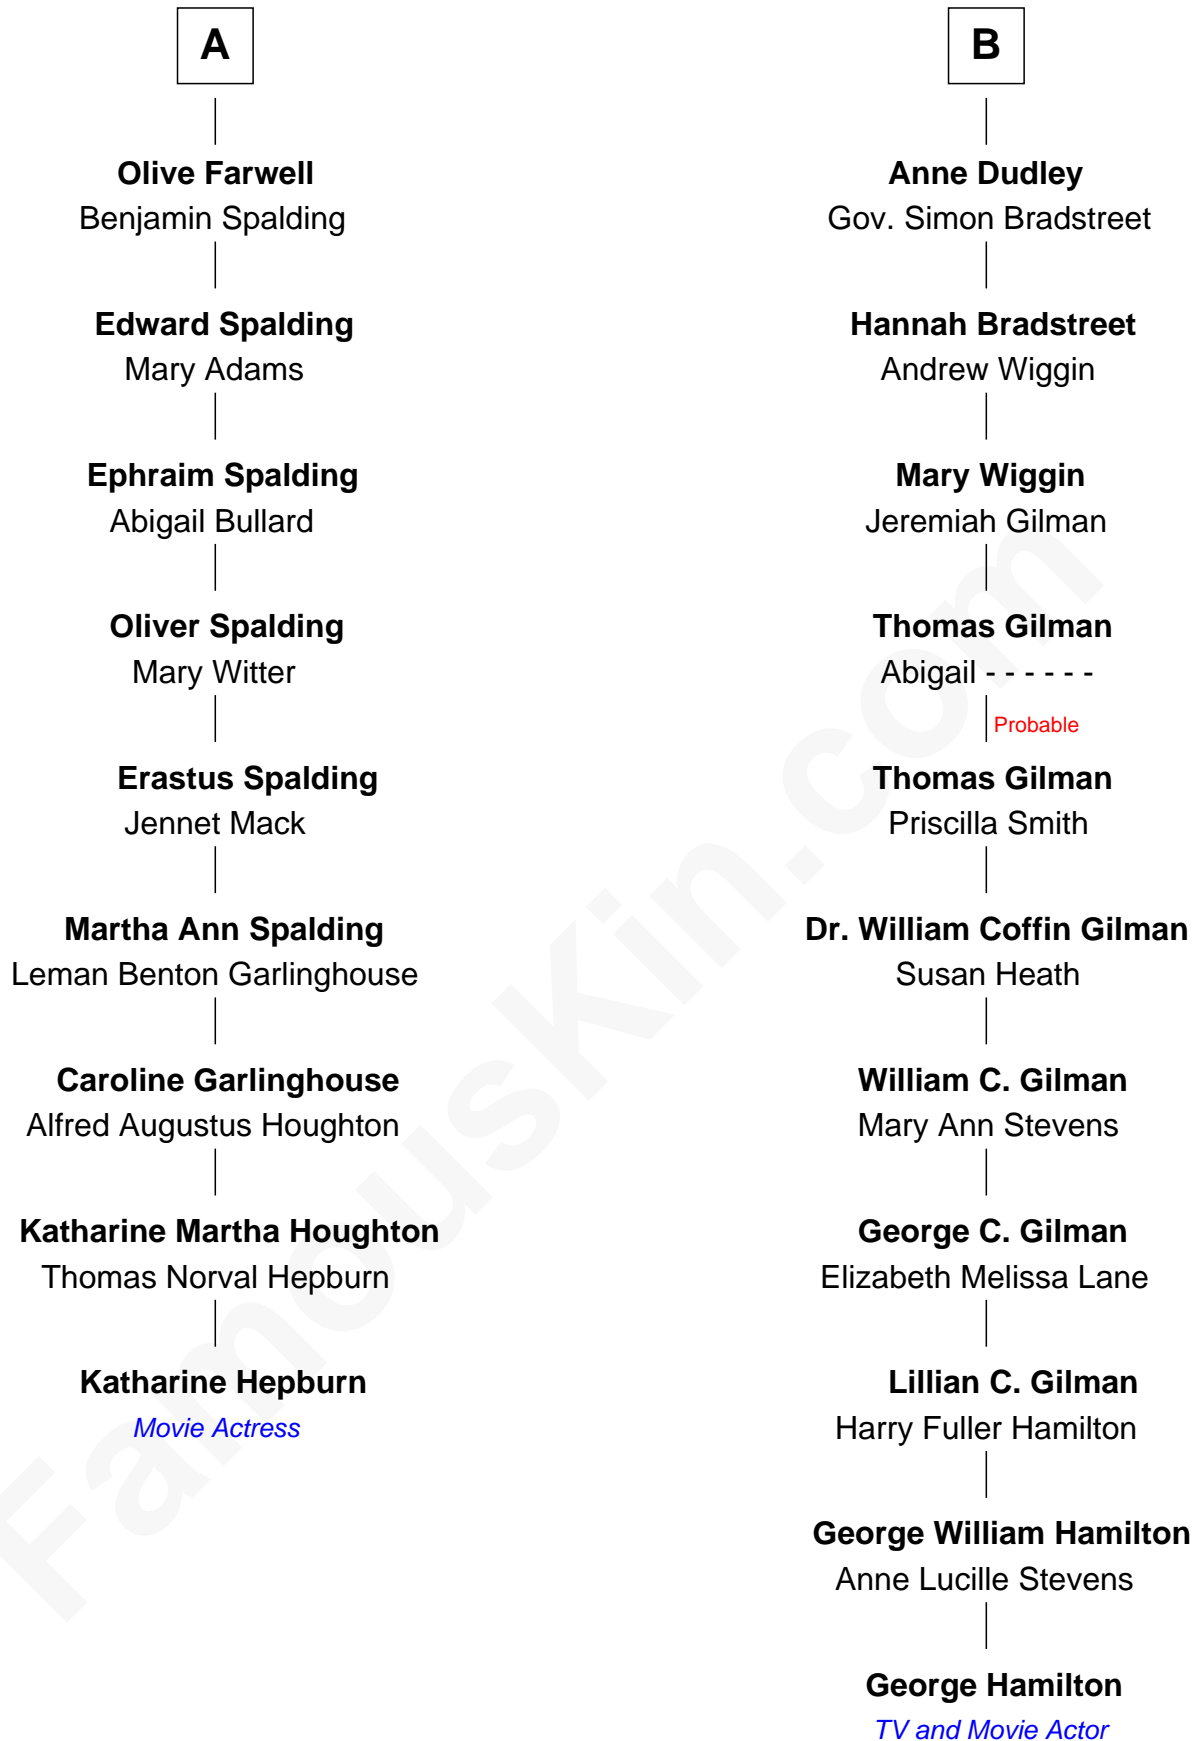 A
Olive Farwell
Benjamin Spalding
Edward Spalding
Mary Adams
Ephraim Spalding
Abigail Bullard
Oliver Spalding
Mary Witter
Erastus Spalding
Jennet Mack
Martha Ann Spalding
Leman Benton Garlinghouse
Caroline Garlinghouse
Alfred Augustus Houghton
Katharine Martha Houghton
Thomas Norval Hepburn
Katharine Hepburn
Movie Actress
B
Anne Dudley
Gov. Simon Bradstreet
Hannah Bradstreet
Andrew Wiggin
Mary Wiggin
Jeremiah Gilman
Thomas Gilman
Abigail - - - - - -
Probable
Thomas Gilman
Priscilla Smith
Dr. William Coffin Gilman
Susan Heath
William C. Gilman
Mary Ann Stevens
George C. Gilman
Elizabeth Melissa Lane
Lillian C. Gilman
Harry Fuller Hamilton
George William Hamilton
Anne Lucille Stevens
George Hamilton
TV and Movie Actor
FamousKin.com